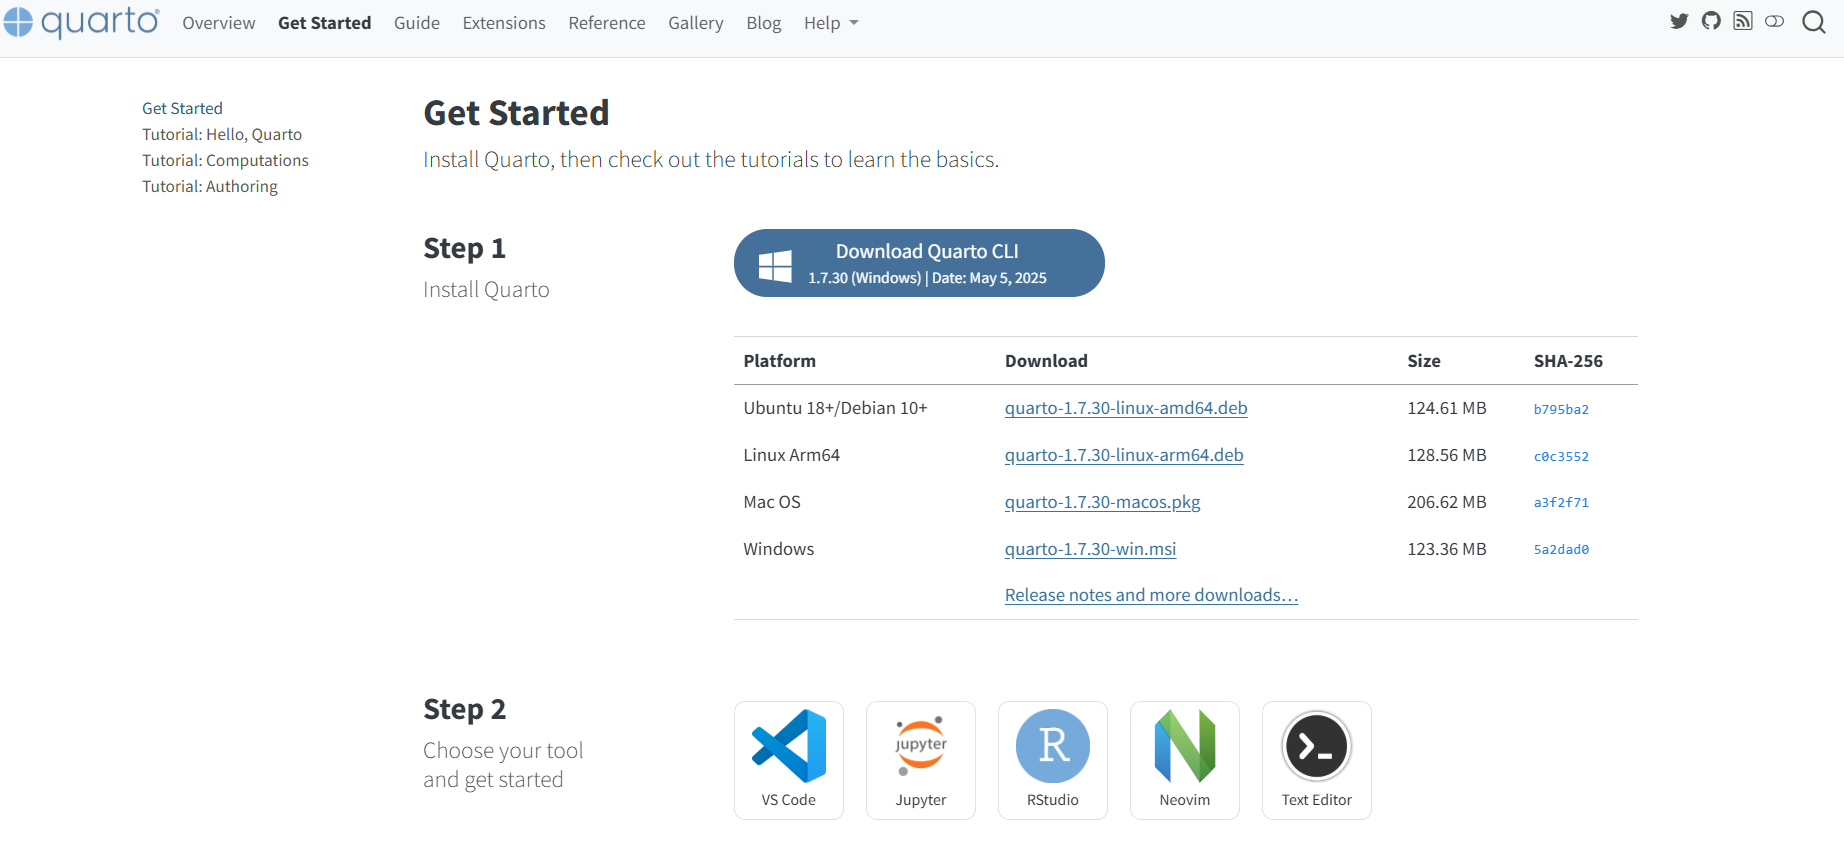 quarto Overview Get Started Guide Extensions Reference Gallery Blog Help
Get Started
Tutorial: Hello, Quarto
Tutorial: Computations
Tutorial: Authoring
Get Started
Install Quarto, then check out the tutorials to learn the basics.
Step 1
Install Quarto
Download Quarto CLI
1.7.30 (Windows) | Date: May 5, 2025
Platform Download Size SHA-256
Ubuntu 18+/Debian 10+ quarto-1.7.30-linux-amd64.deb 124.61 MB b795ba2
Linux Arm64 quarto-1.7.30-linux-arm64.deb 128.56 MB c0c3552
Mac OS quarto-1.7.30-macos.pkg 206.62 MB a3f2f71
Windows quarto-1.7.30-win.msi 123.36 MB 5a2dad0
Release notes and more downloads…
Step 2
Choose your tool
and get started
jupyter
R
VS Code Jupyter RStudio Neovim Text Editor